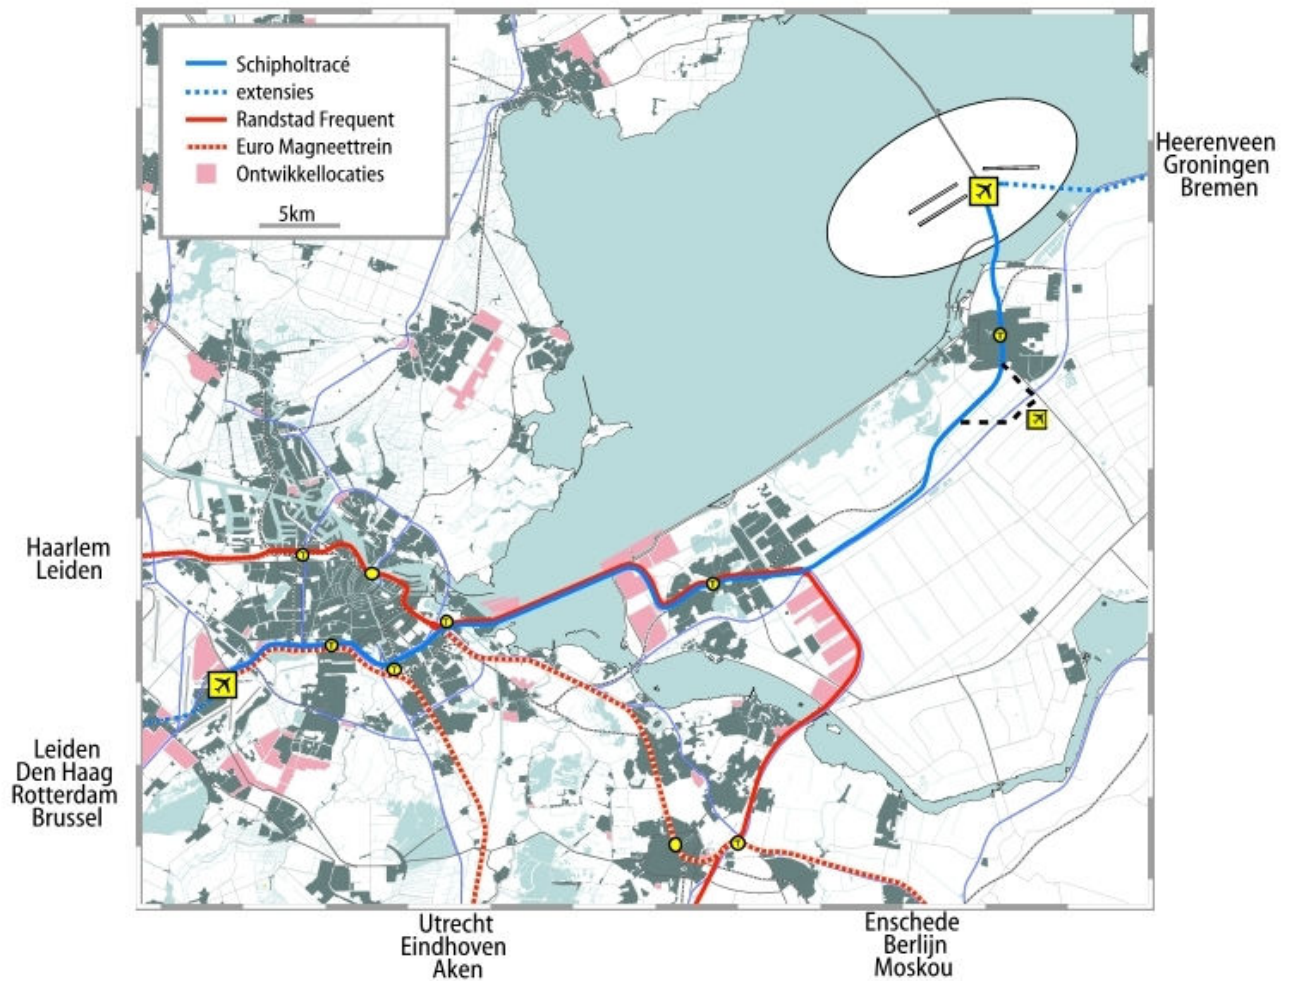 Schipholtracé
extensies
Randstad Frequent
Euro Magneettrein
Ontwikkellocaties
5km
Heerenveen
Groningen
Bremen
Haarlem
Leiden
Leiden
Den Haag
Rotterdam
Brussel
Utrecht
Eindhoven
Aken
Enschede
Berlijn
Moskou